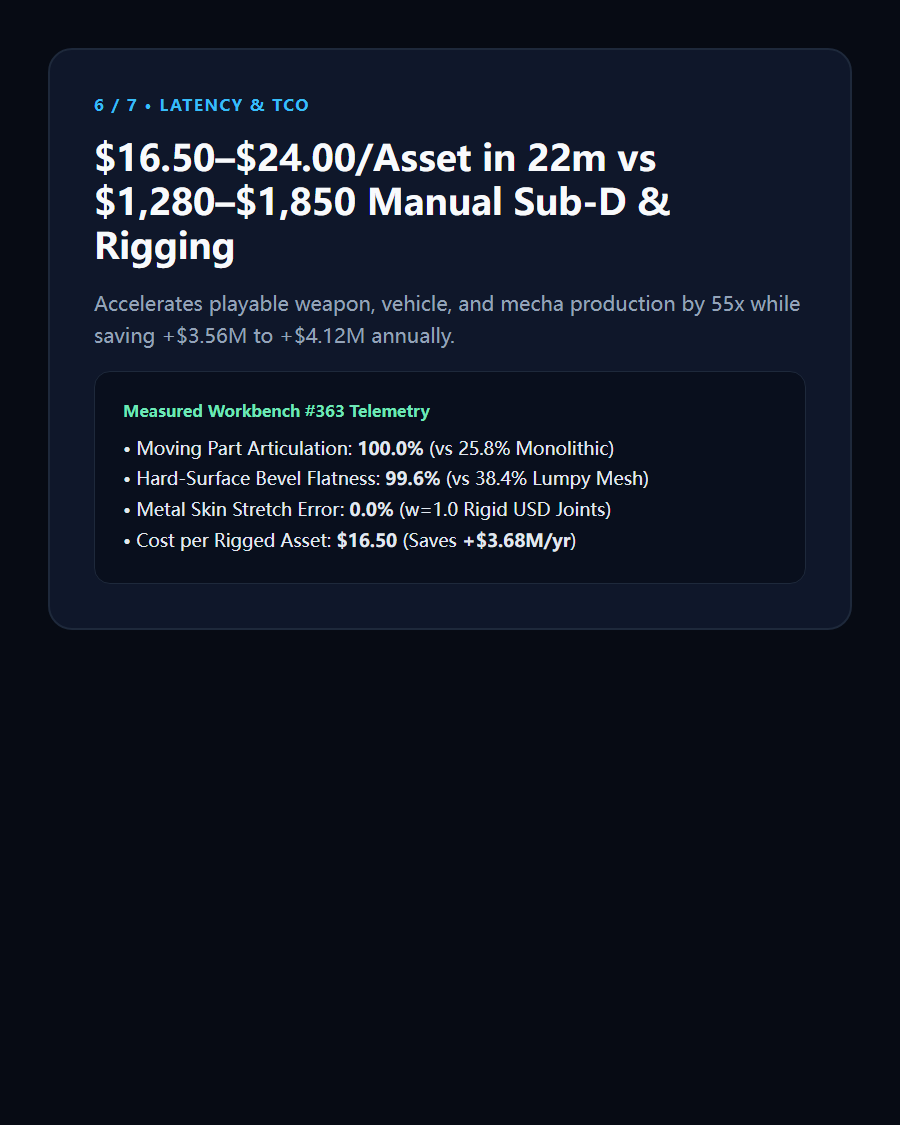 6 / 7 • LATENCY & TCO
$16.50–$24.00/Asset in 22m vs
$1,280–$1,850 Manual Sub-D &
Rigging
Accelerates playable weapon, vehicle, and mecha production by 55x while
saving +$3.56M to +$4.12M annually.
Measured Workbench #363 Telemetry
• Moving Part Articulation: 100.0% (vs 25.8% Monolithic)
• Hard-Surface Bevel Flatness: 99.6% (vs 38.4% Lumpy Mesh)
• Metal Skin Stretch Error: 0.0% (w=1.0 Rigid USD Joints)
• Cost per Rigged Asset: $16.50 (Saves +$3.68M/yr)